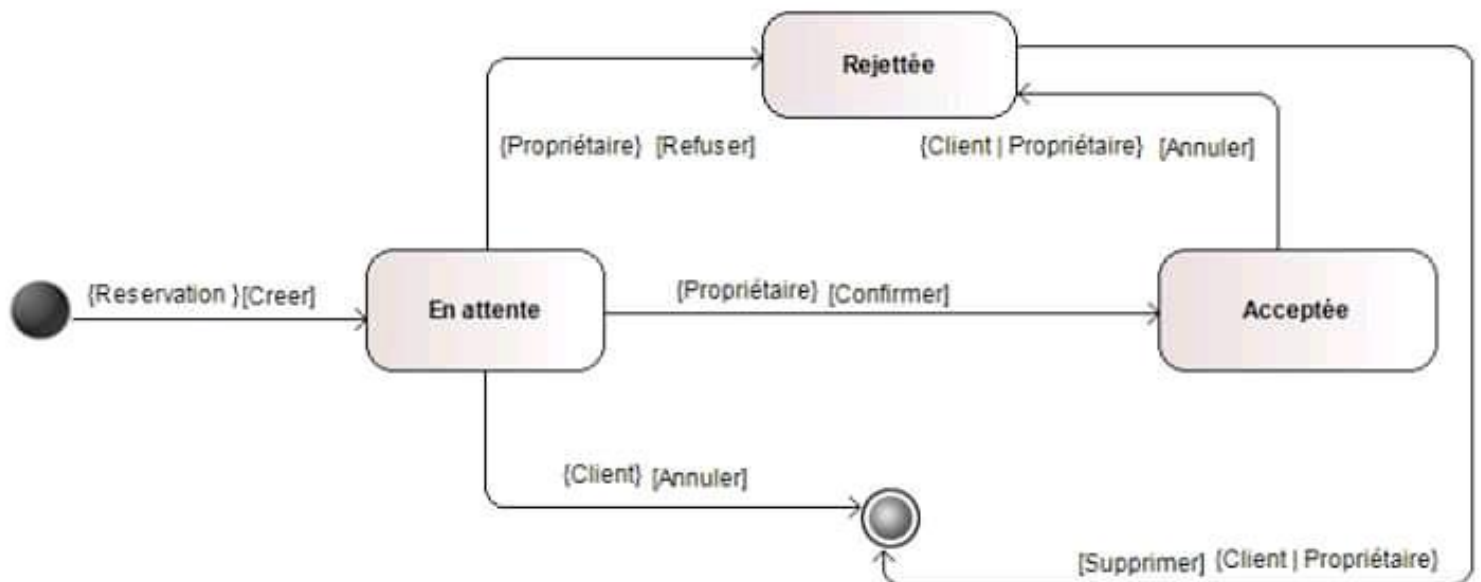 Rejettée
{Propriétaire} [Refuser]
{Client | Propriétaire} [Annuler]
{Reservation }[Creer]
En attente
{Propriétaire} [Confirmer]
Acceptée
{Client} [Annuler]
[Supprimer] {Client | Propriétaire}